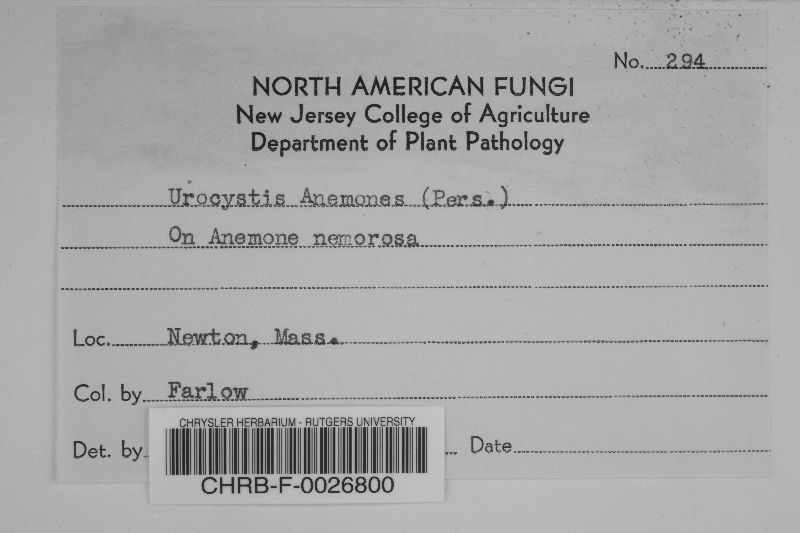 No. 294
NORTH AMERICAN FUNGI
New Jersey College of Agriculture
Department of Plant Pathology
Urocystis Anemones (Pers.)
On Anemone nemorosa
Loc. Newton, Mass.
Col. by Farlow
Det. by Date
CHRYSLER HERBARIUM - RUTGERS UNIVERSITY
CHRB-F-0026800